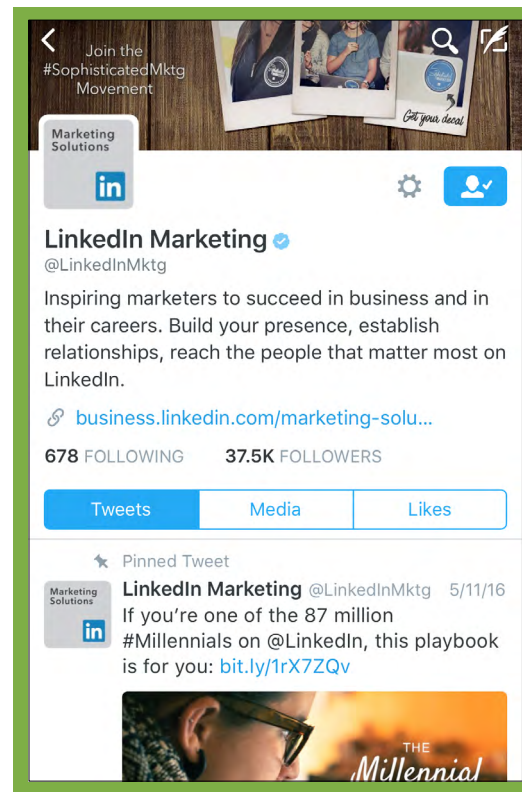 Join the
#SophisticatedMktg
Movement
Get your decal
Marketing
Solutions
in
LinkedIn Marketing
@LinkedInMktg
Inspiring marketers to succeed in business and in
their careers. Build your presence, establish
relationships, reach the people that matter most on
LinkedIn.
business.linkedin.com/marketing-solu...
678 FOLLOWING 37.5K FOLLOWERS
Tweets Media Likes
Pinned Tweet
Marketing
Solutions
in
LinkedIn Marketing @LinkedInMktg 5/11/16
If you're one of the 87 million
#Millennials on @LinkedIn, this playbook
is for you: bit.ly/1rX7ZQv
THE
Millennial